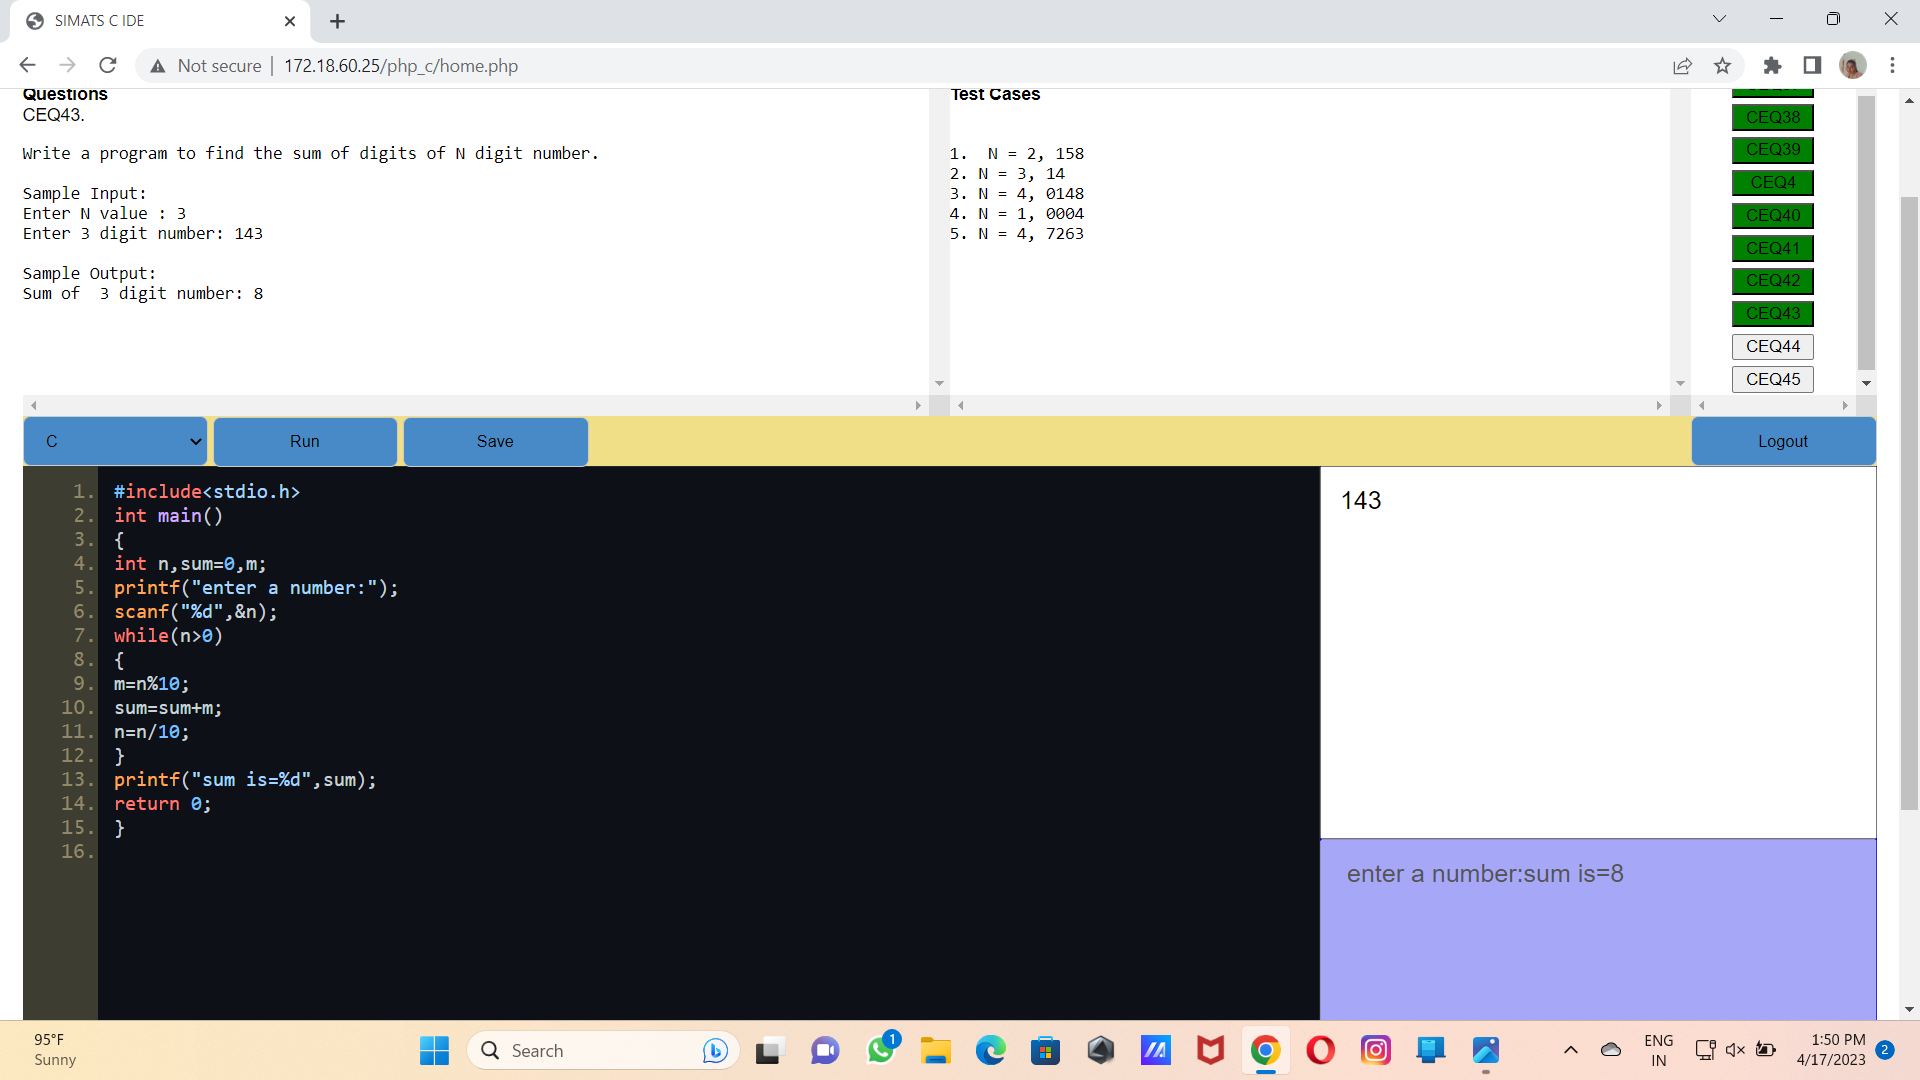 SIMATS C IDE
Not secure | 172.18.60.25/php_c/home.php
Questions
CEQ43.
Write a program to find the sum of digits of N digit number.
Sample Input:
Enter N value : 3
Enter 3 digit number: 143
Sample Output:
Sum of  3 digit number: 8
Test Cases
1.  N = 2, 158
2. N = 3, 14
3. N = 4, 0148
4. N = 1, 0004
5. N = 4, 7263
CEQ38
CEQ39
CEQ4
CEQ40
CEQ41
CEQ42
CEQ43
CEQ44
CEQ45
C
Run
Save
Logout
1. #include<stdio.h>
2. int main()
3. {
4. int n,sum=0,m;
5. printf("enter a number:");
6. scanf("%d",&n);
7. while(n>0)
8. {
9. m=n%10;
10. sum=sum+m;
11. n=n/10;
12. }
13. printf("sum is=%d",sum);
14. return 0;
15. }
16.
143
enter a number:sum is=8
95°F
Sunny
Search
1
ENG
IN
1:50 PM
4/17/2023
2